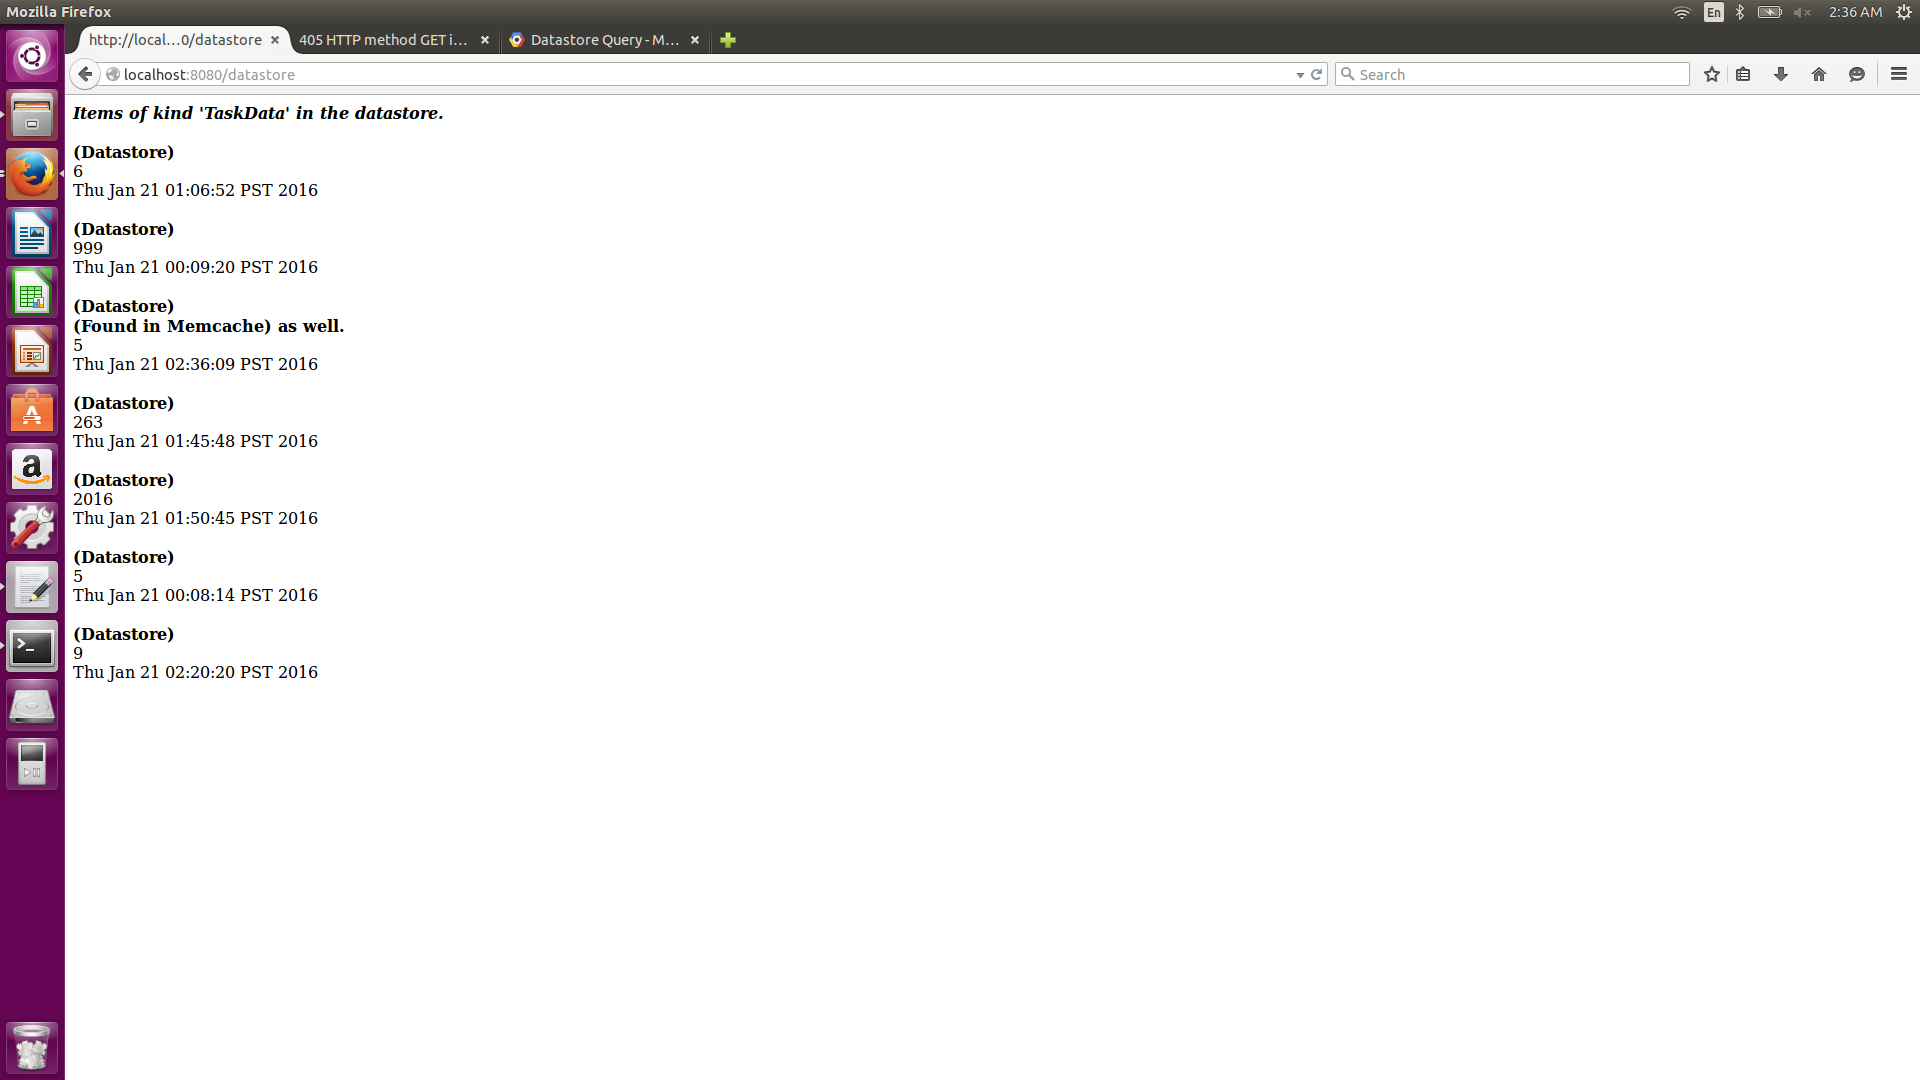 Mozilla Firefox
En
2:36 AM
http://local...0/datastore
405 HTTP method GET i...
Datastore Query - M...
localhost:8080/datastore
Search
Items of kind 'TaskData' in the datastore.
(Datastore)
6
Thu Jan 21 01:06:52 PST 2016
(Datastore)
999
Thu Jan 21 00:09:20 PST 2016
(Datastore)
(Found in Memcache) as well.
5
Thu Jan 21 02:36:09 PST 2016
(Datastore)
263
Thu Jan 21 01:45:48 PST 2016
(Datastore)
2016
Thu Jan 21 01:50:45 PST 2016
(Datastore)
5
Thu Jan 21 00:08:14 PST 2016
(Datastore)
9
Thu Jan 21 02:20:20 PST 2016